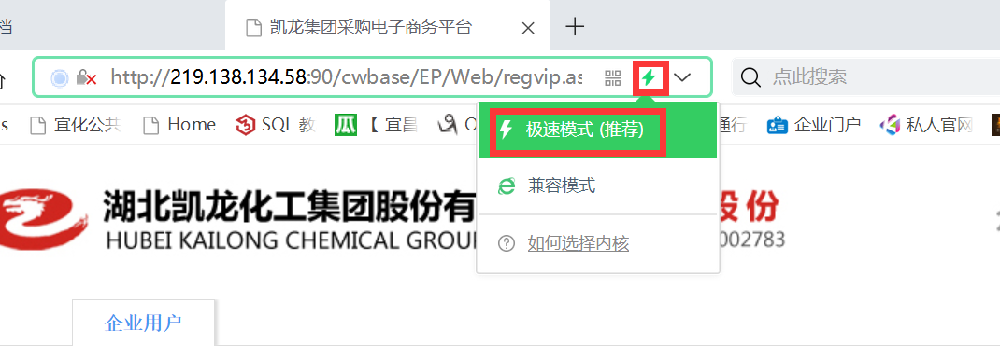 档
凯龙集团采购电子商务平台
http://219.138.134.58:90/cwbase/EP/Web/regvip.as
点此搜索
s 宜化公共 Home SQL 教 【 宜昌 通行 企业门户 私人官网
极速模式 (推荐)
兼容模式
如何选择内核
湖北凯龙化工集团股份有 股份
HUBEI KAILONG CHEMICAL GROU 002783
企业用户